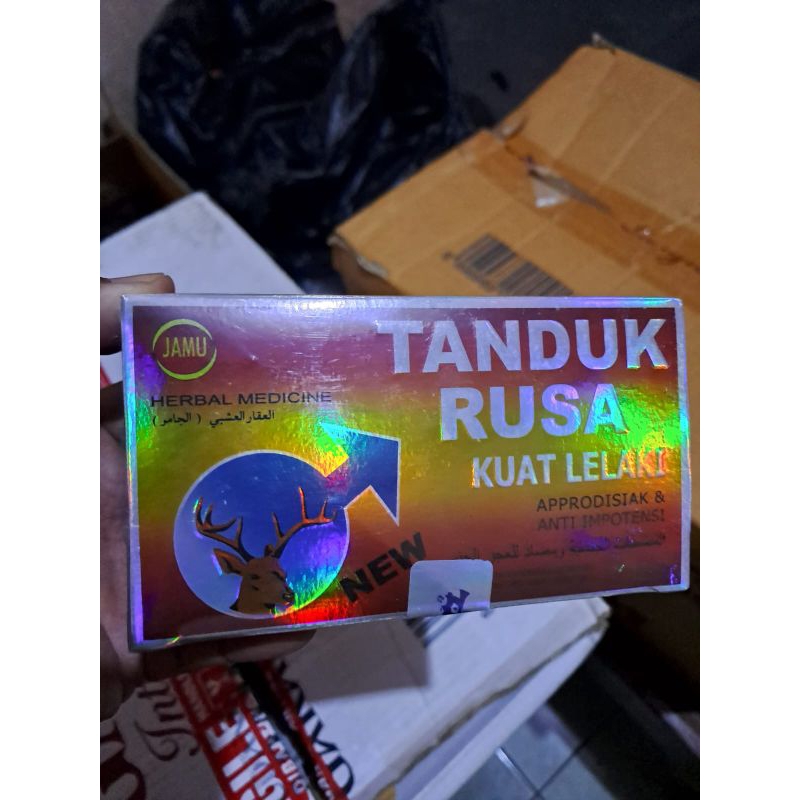 JAMU
HERBAL MEDICINE
العقار العشبي ( الجامو )
TANDUK
RUSA
KUAT LELAKI
APPRODISIAK &
ANTI IMPOTENSI
NEW